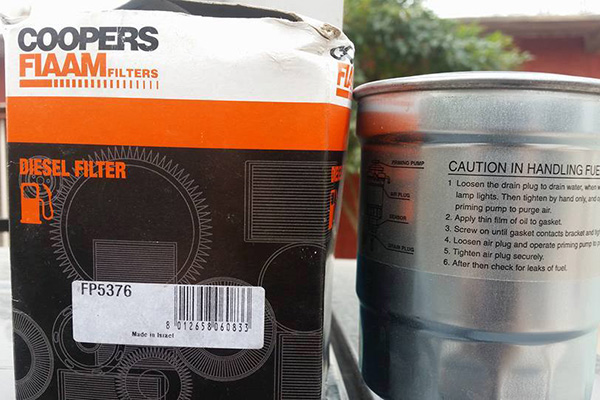 COOPERS
FIAAM FILTERS
DIESEL FILTER
FP5376
8 012658 060833
Made in Israel
PRIMING PUMP
AIR PLUG
SENSOR
DRAIN PLUG
CAUTION IN HANDLING FUE
1 Loosen the drain plug to drain water, when
lamp lights. Then tighten by hand only, and
priming pump to purge air.
2. Apply thin film of oil to gasket.
3. Screw on until gasket contacts bracket and
4. Loosen air plug and operate priming pump
5. Tighten air plug securely.
6. After then check for leaks of fuel.